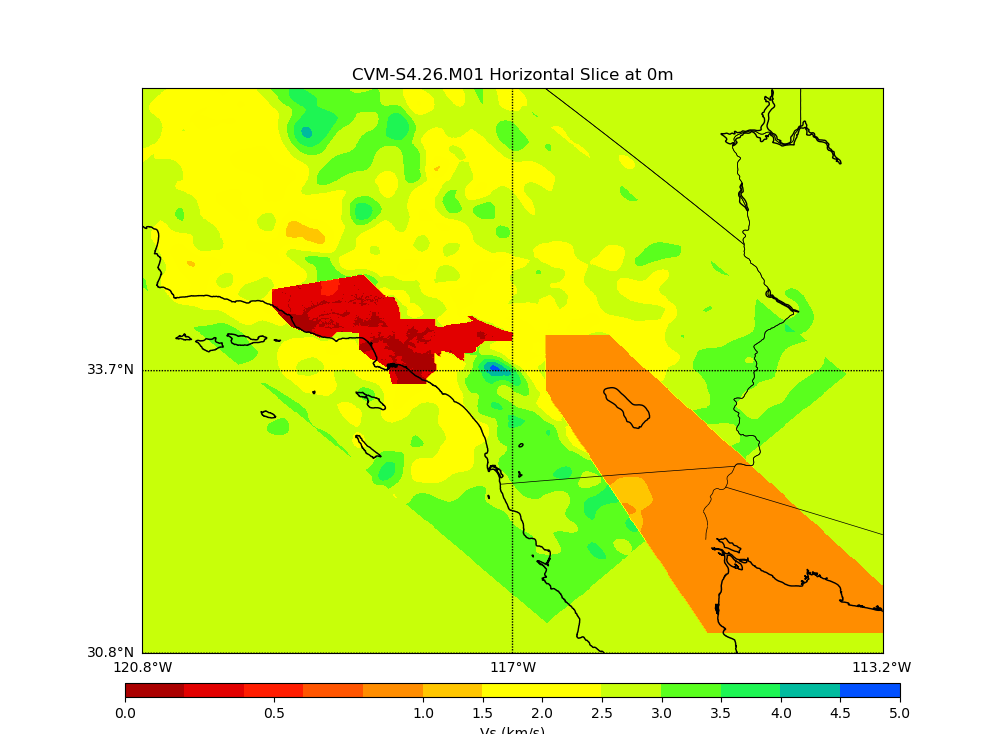 CVM-S4.26.M01 Horizontal Slice at 0m
33.7°N
30.8°N
120.8°W 117°W 113.2°W
0.0 0.5 1.0 1.5 2.0 2.5 3.0 3.5 4.0 4.5 5.0
Vs (km/s)